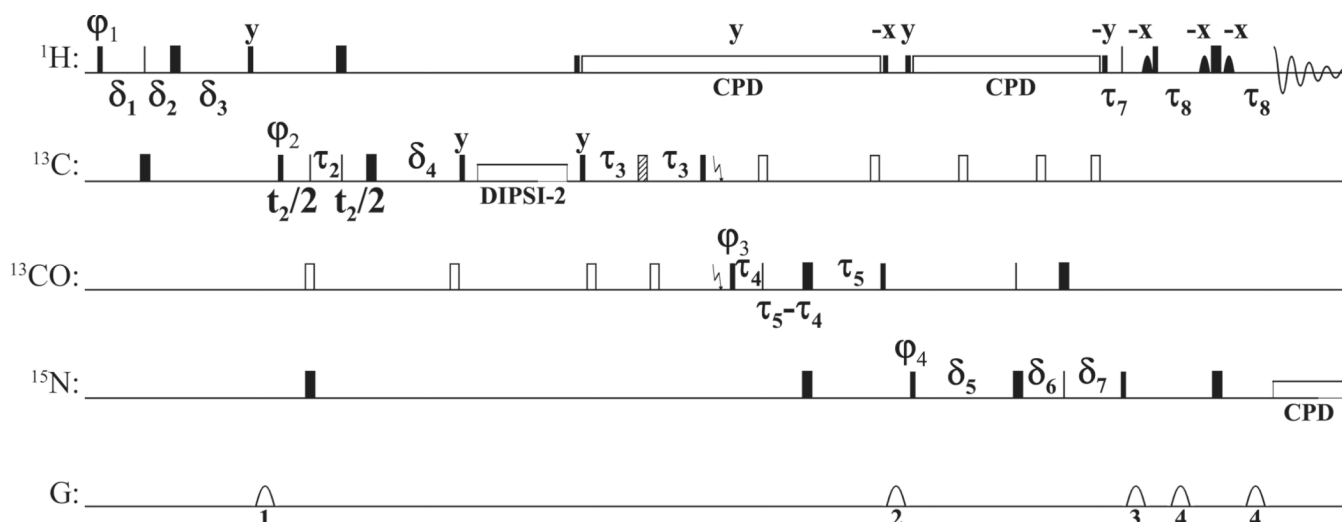 φ₁ y y -x y -y -x -x -x
¹H: CPD CPD
δ₁ δ₂ δ₃ τ₇ τ₈ τ₈
φ₂ τ₂ δ₄ y y τ₃ τ₃
¹³C:
t₂/2 t₂/2 DIPSI-2
φ₃
¹³CO: τ₄ τ₅
τ₅-τ₄
φ₄
¹⁵N: δ₅ δ₆ δ₇
CPD
G:
1 2 3 4 4